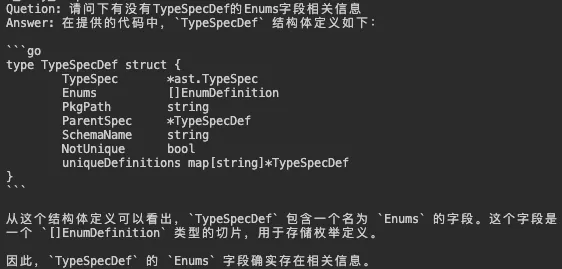 Quetion: 请问下有没有TypeSpecDef的Enums字段相关信息
Answer: 在提供的代码中，`TypeSpecDef` 结构体定义如下：
```go
type TypeSpecDef struct {
        TypeSpec          *ast.TypeSpec
        Enums             []EnumDefinition
        PkgPath           string
        ParentSpec        *TypeSpecDef
        SchemaName        string
        NotUnique         bool
        uniqueDefinitions map[string]*TypeSpecDef
}
```
从这个结构体定义可以看出，`TypeSpecDef` 包含一个名为 `Enums` 的字段。这个字段是
一个 `[]EnumDefinition` 类型的切片，用于存储枚举定义。
因此，`TypeSpecDef` 的 `Enums` 字段确实存在相关信息。